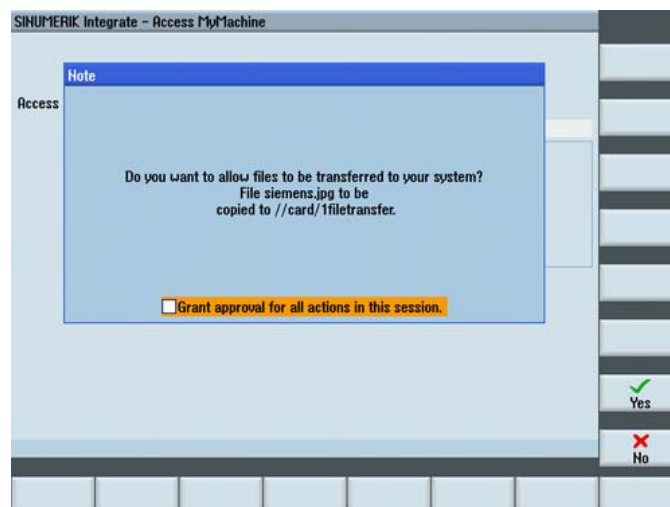 SINUMERIK Integrate - Access MyMachine
Note
Access
Do you want to allow files to be transferred to your system?
File siemens.jpg to be
copied to //card/1filetransfer.
Grant approval for all actions in this session.
Yes
No